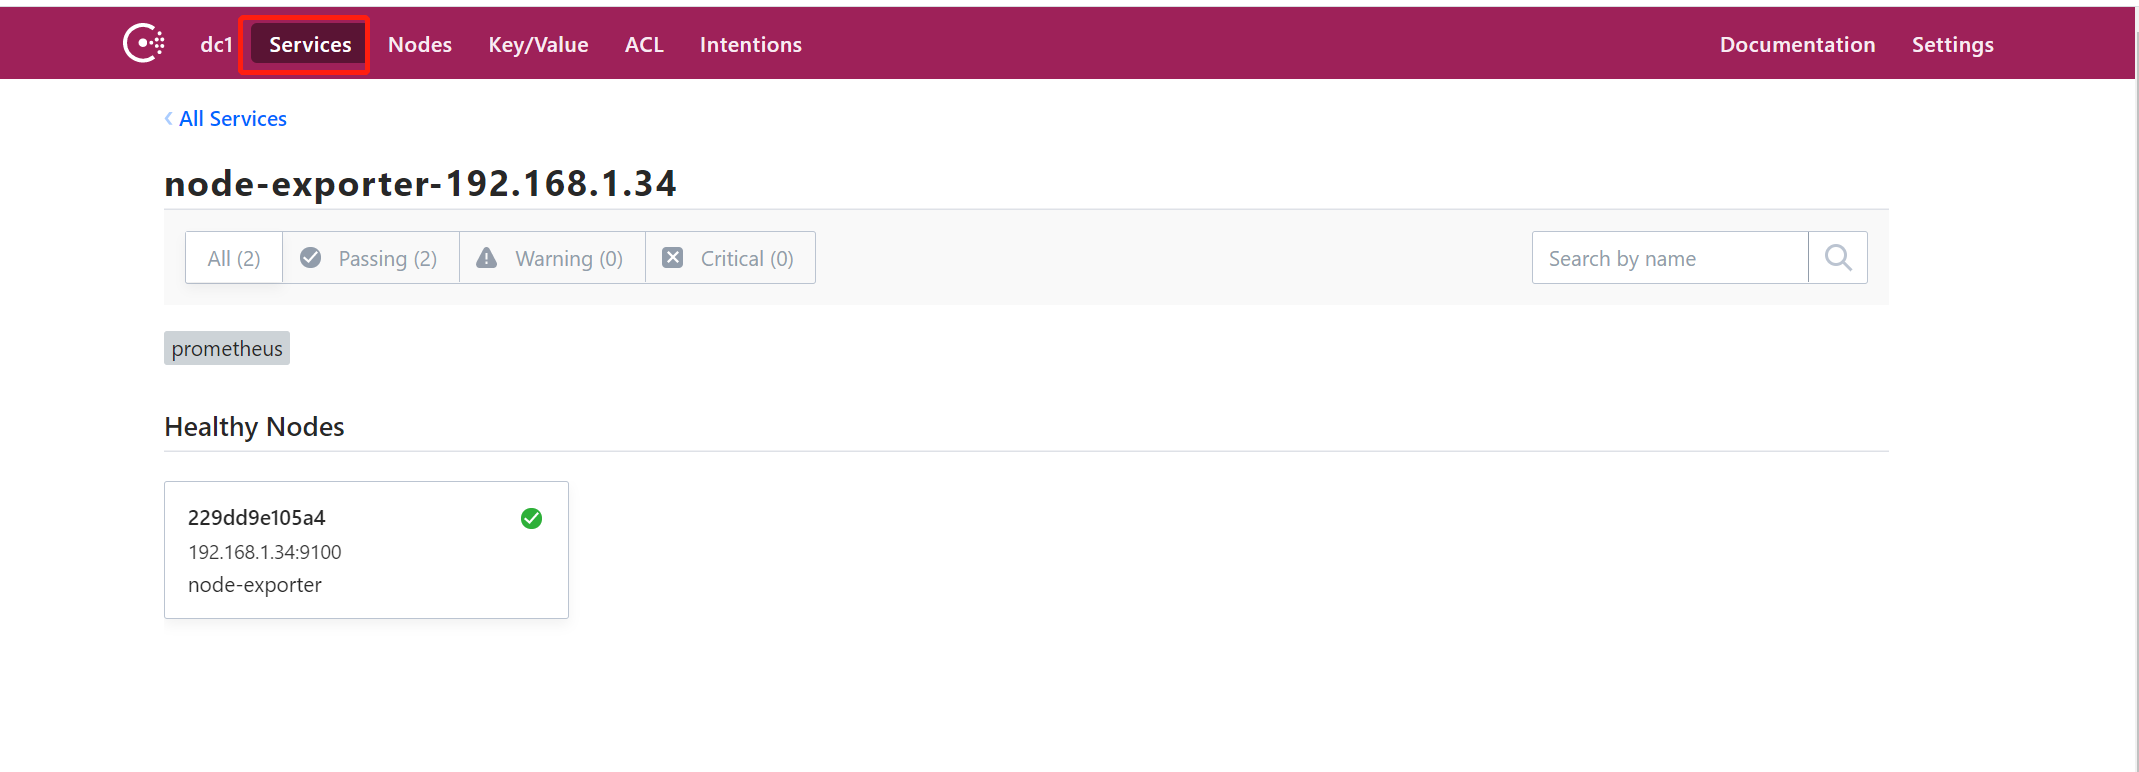 dc1 Services Nodes Key/Value ACL Intentions Documentation Settings
All Services
node-exporter-192.168.1.34
All (2) Passing (2) Warning (0) Critical (0) Search by name
prometheus
Healthy Nodes
229dd9e105a4
192.168.1.34:9100
node-exporter